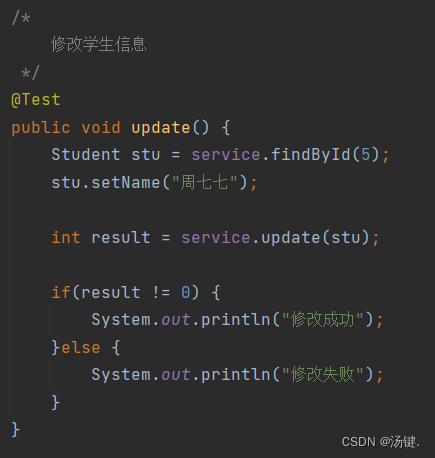 /*
    修改学生信息
 */
@Test
public void update() {
    Student stu = service.findById(5);
    stu.setName("周七七");

    int result = service.update(stu);

    if(result != 0) {
        System.out.println("修改成功");
    }else {
        System.out.println("修改失败");
    }
}
CSDN @汤键.